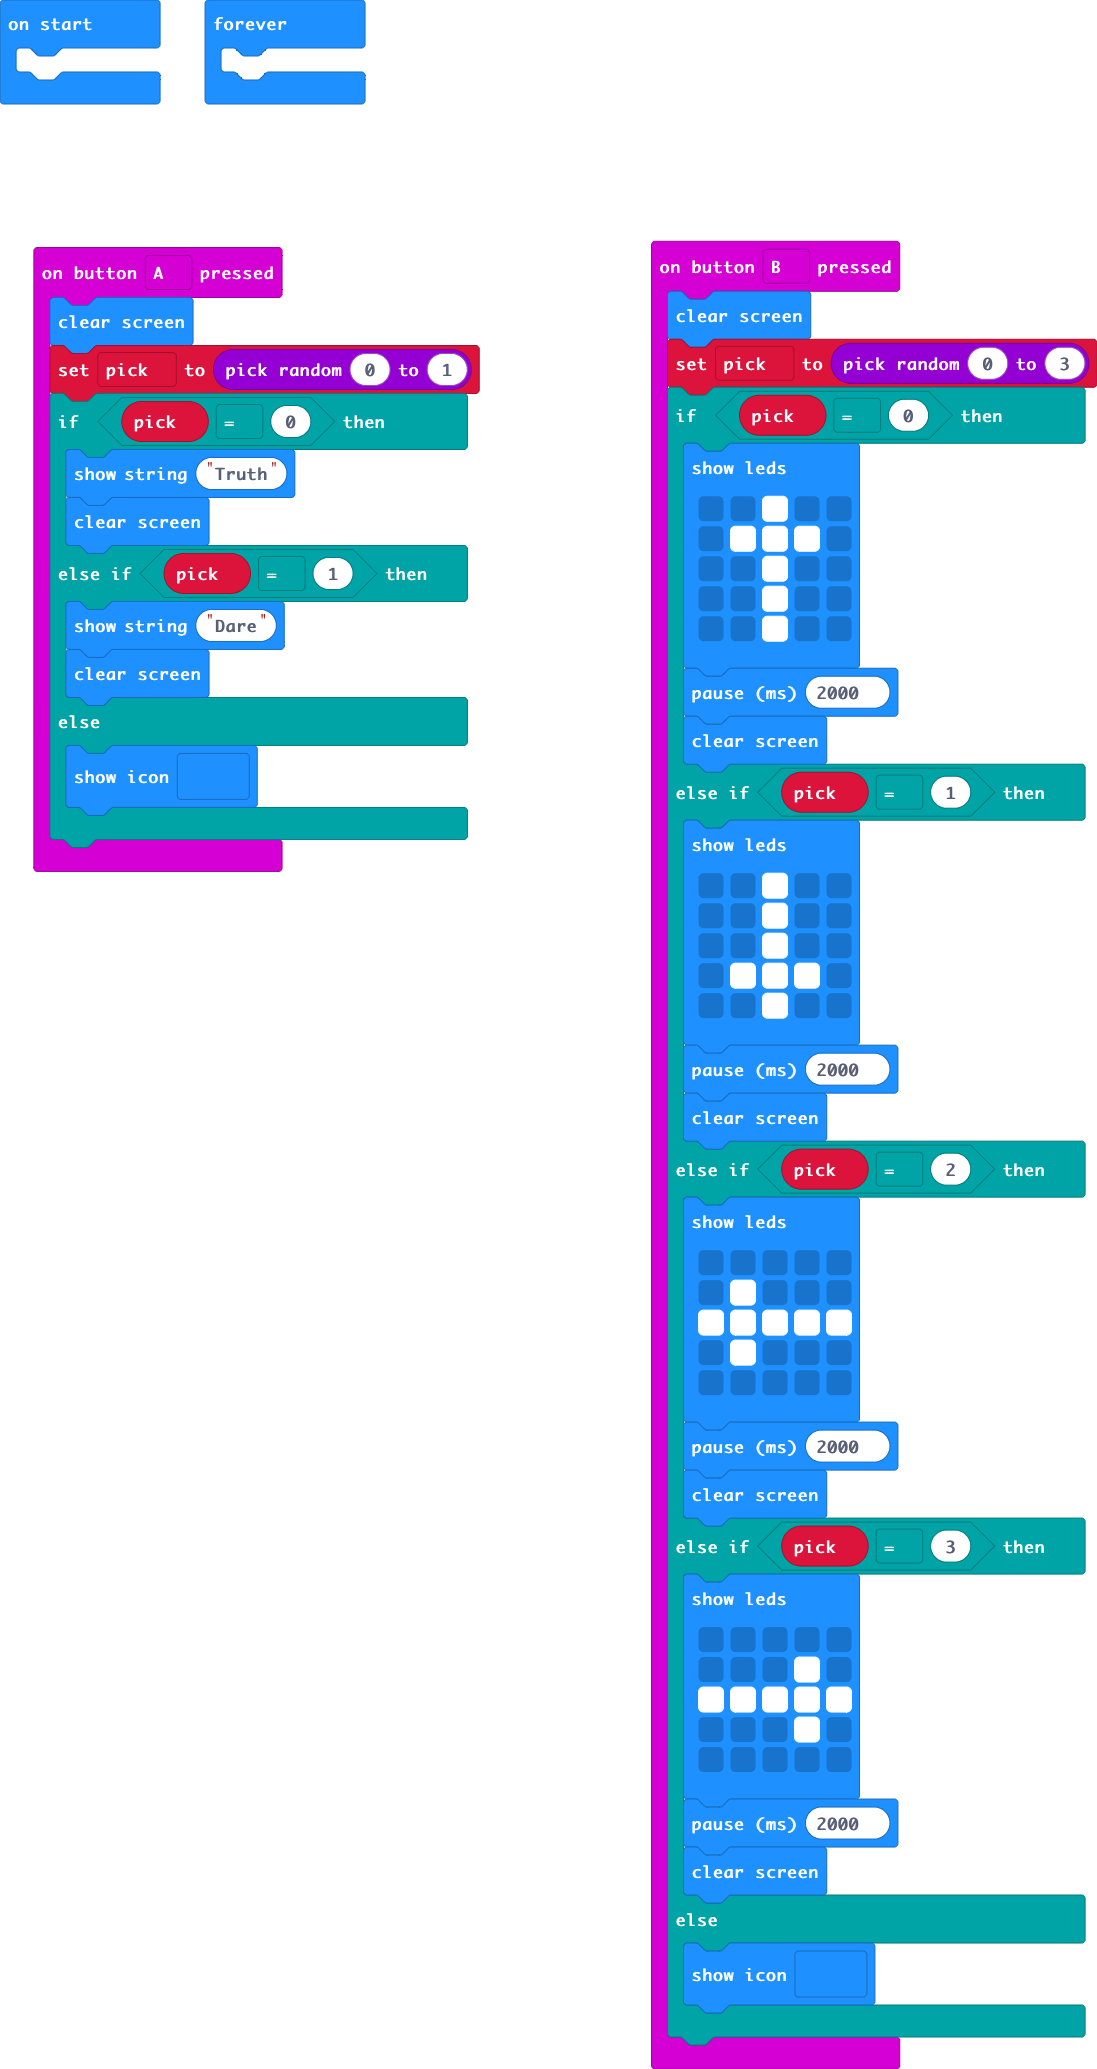 on start
forever
on button A pressed
clear screen
set pick to pick random 0 to 1
if pick = 0 then
show string "Truth"
clear screen
else if pick = 1 then
show string "Dare"
clear screen
else
show icon
on button B pressed
clear screen
set pick to pick random 0 to 3
if pick = 0 then
show leds
pause (ms) 2000
clear screen
else if pick = 1 then
show leds
pause (ms) 2000
clear screen
else if pick = 2 then
show leds
pause (ms) 2000
clear screen
else if pick = 3 then
show leds
pause (ms) 2000
clear screen
else
show icon